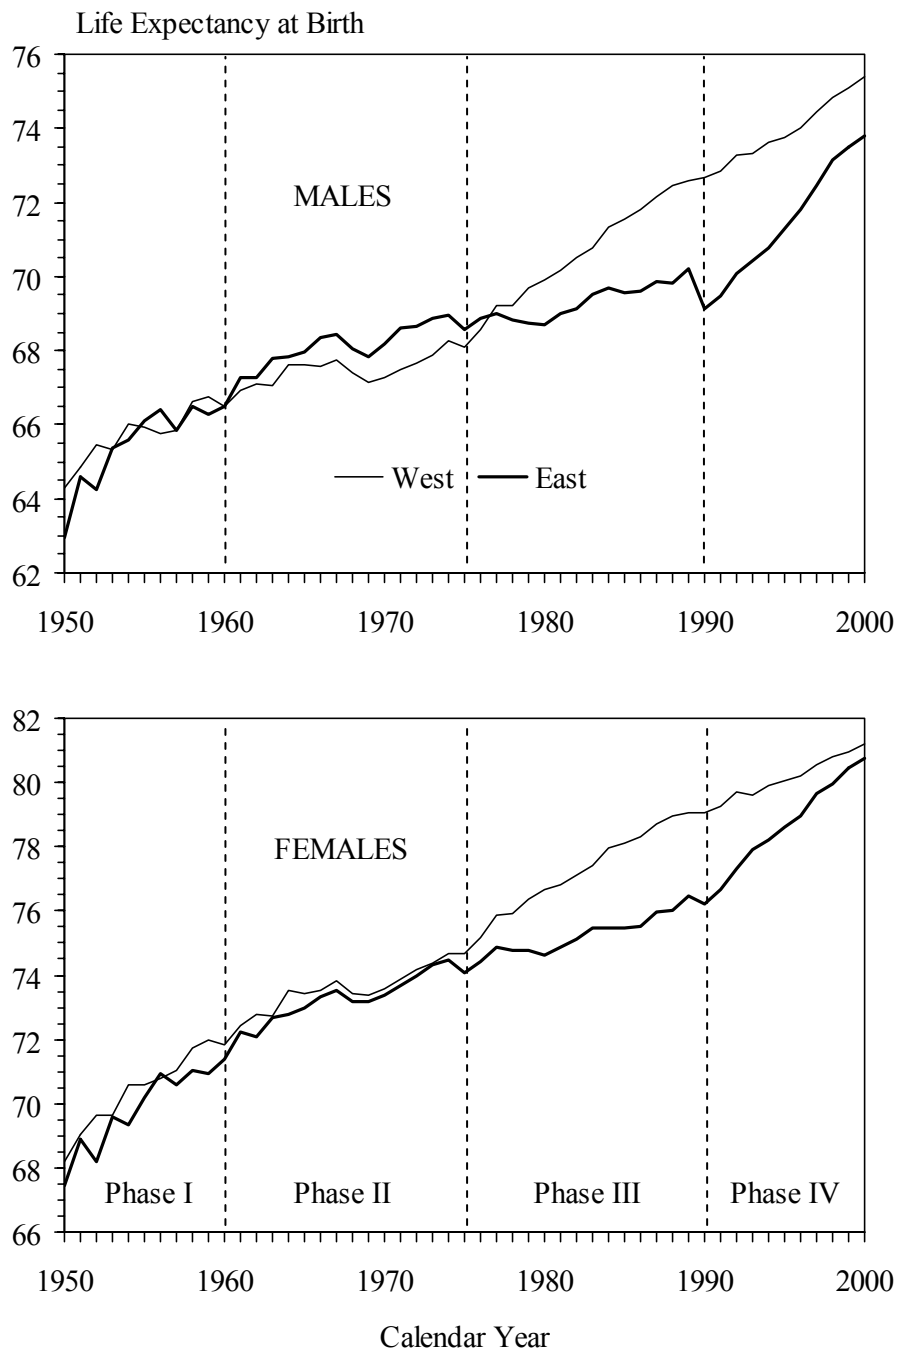 Life Expectancy at Birth
76
74
72
70
68
66
64
62
MALES
West East
1950 1960 1970 1980 1990 2000
82
80
78
76
74
72
70
68
66
FEMALES
Phase I Phase II Phase III Phase IV
1950 1960 1970 1980 1990 2000
Calendar Year